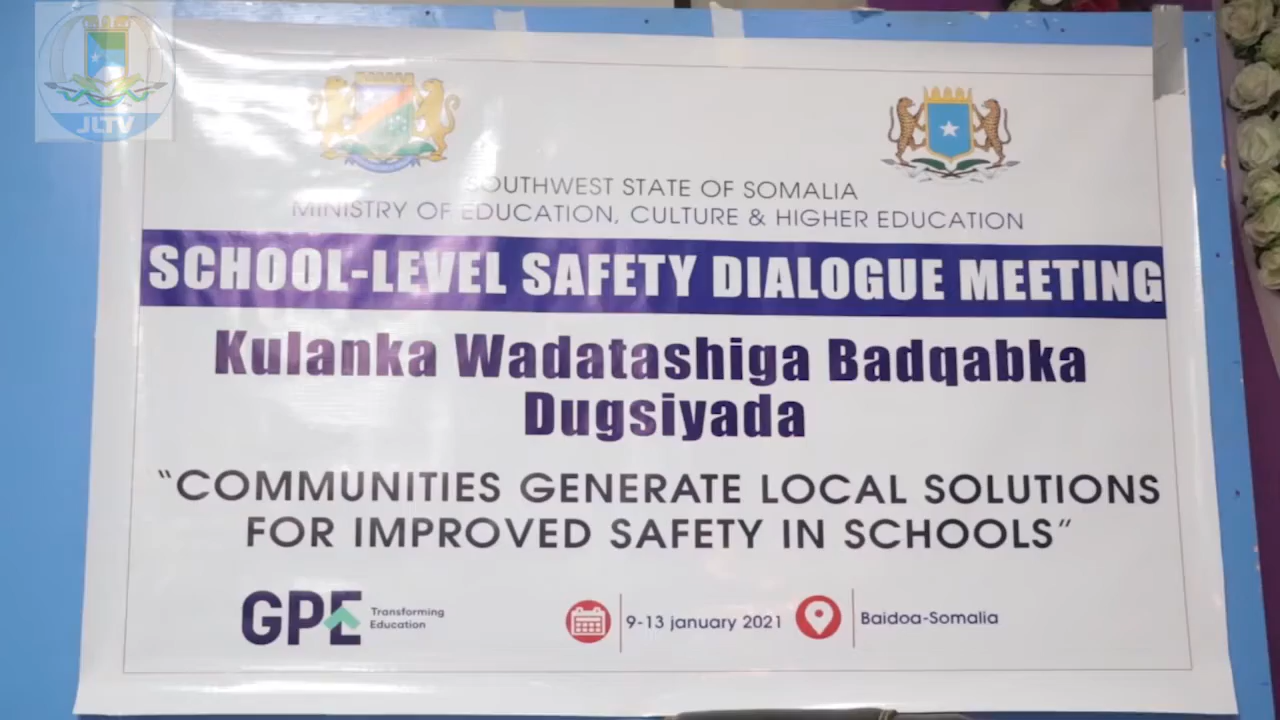 JLTV
SOUTHWEST STATE OF SOMALIA
MINISTRY OF EDUCATION, CULTURE & HIGHER EDUCATION
SCHOOL-LEVEL SAFETY DIALOGUE MEETING
Kulanka Wadatashiga Badqabka
Dugsiyada
“COMMUNITIES GENERATE LOCAL SOLUTIONS
FOR IMPROVED SAFETY IN SCHOOLS”
GPE Transforming
Education
9-13 january 2021
Baidoa-Somalia